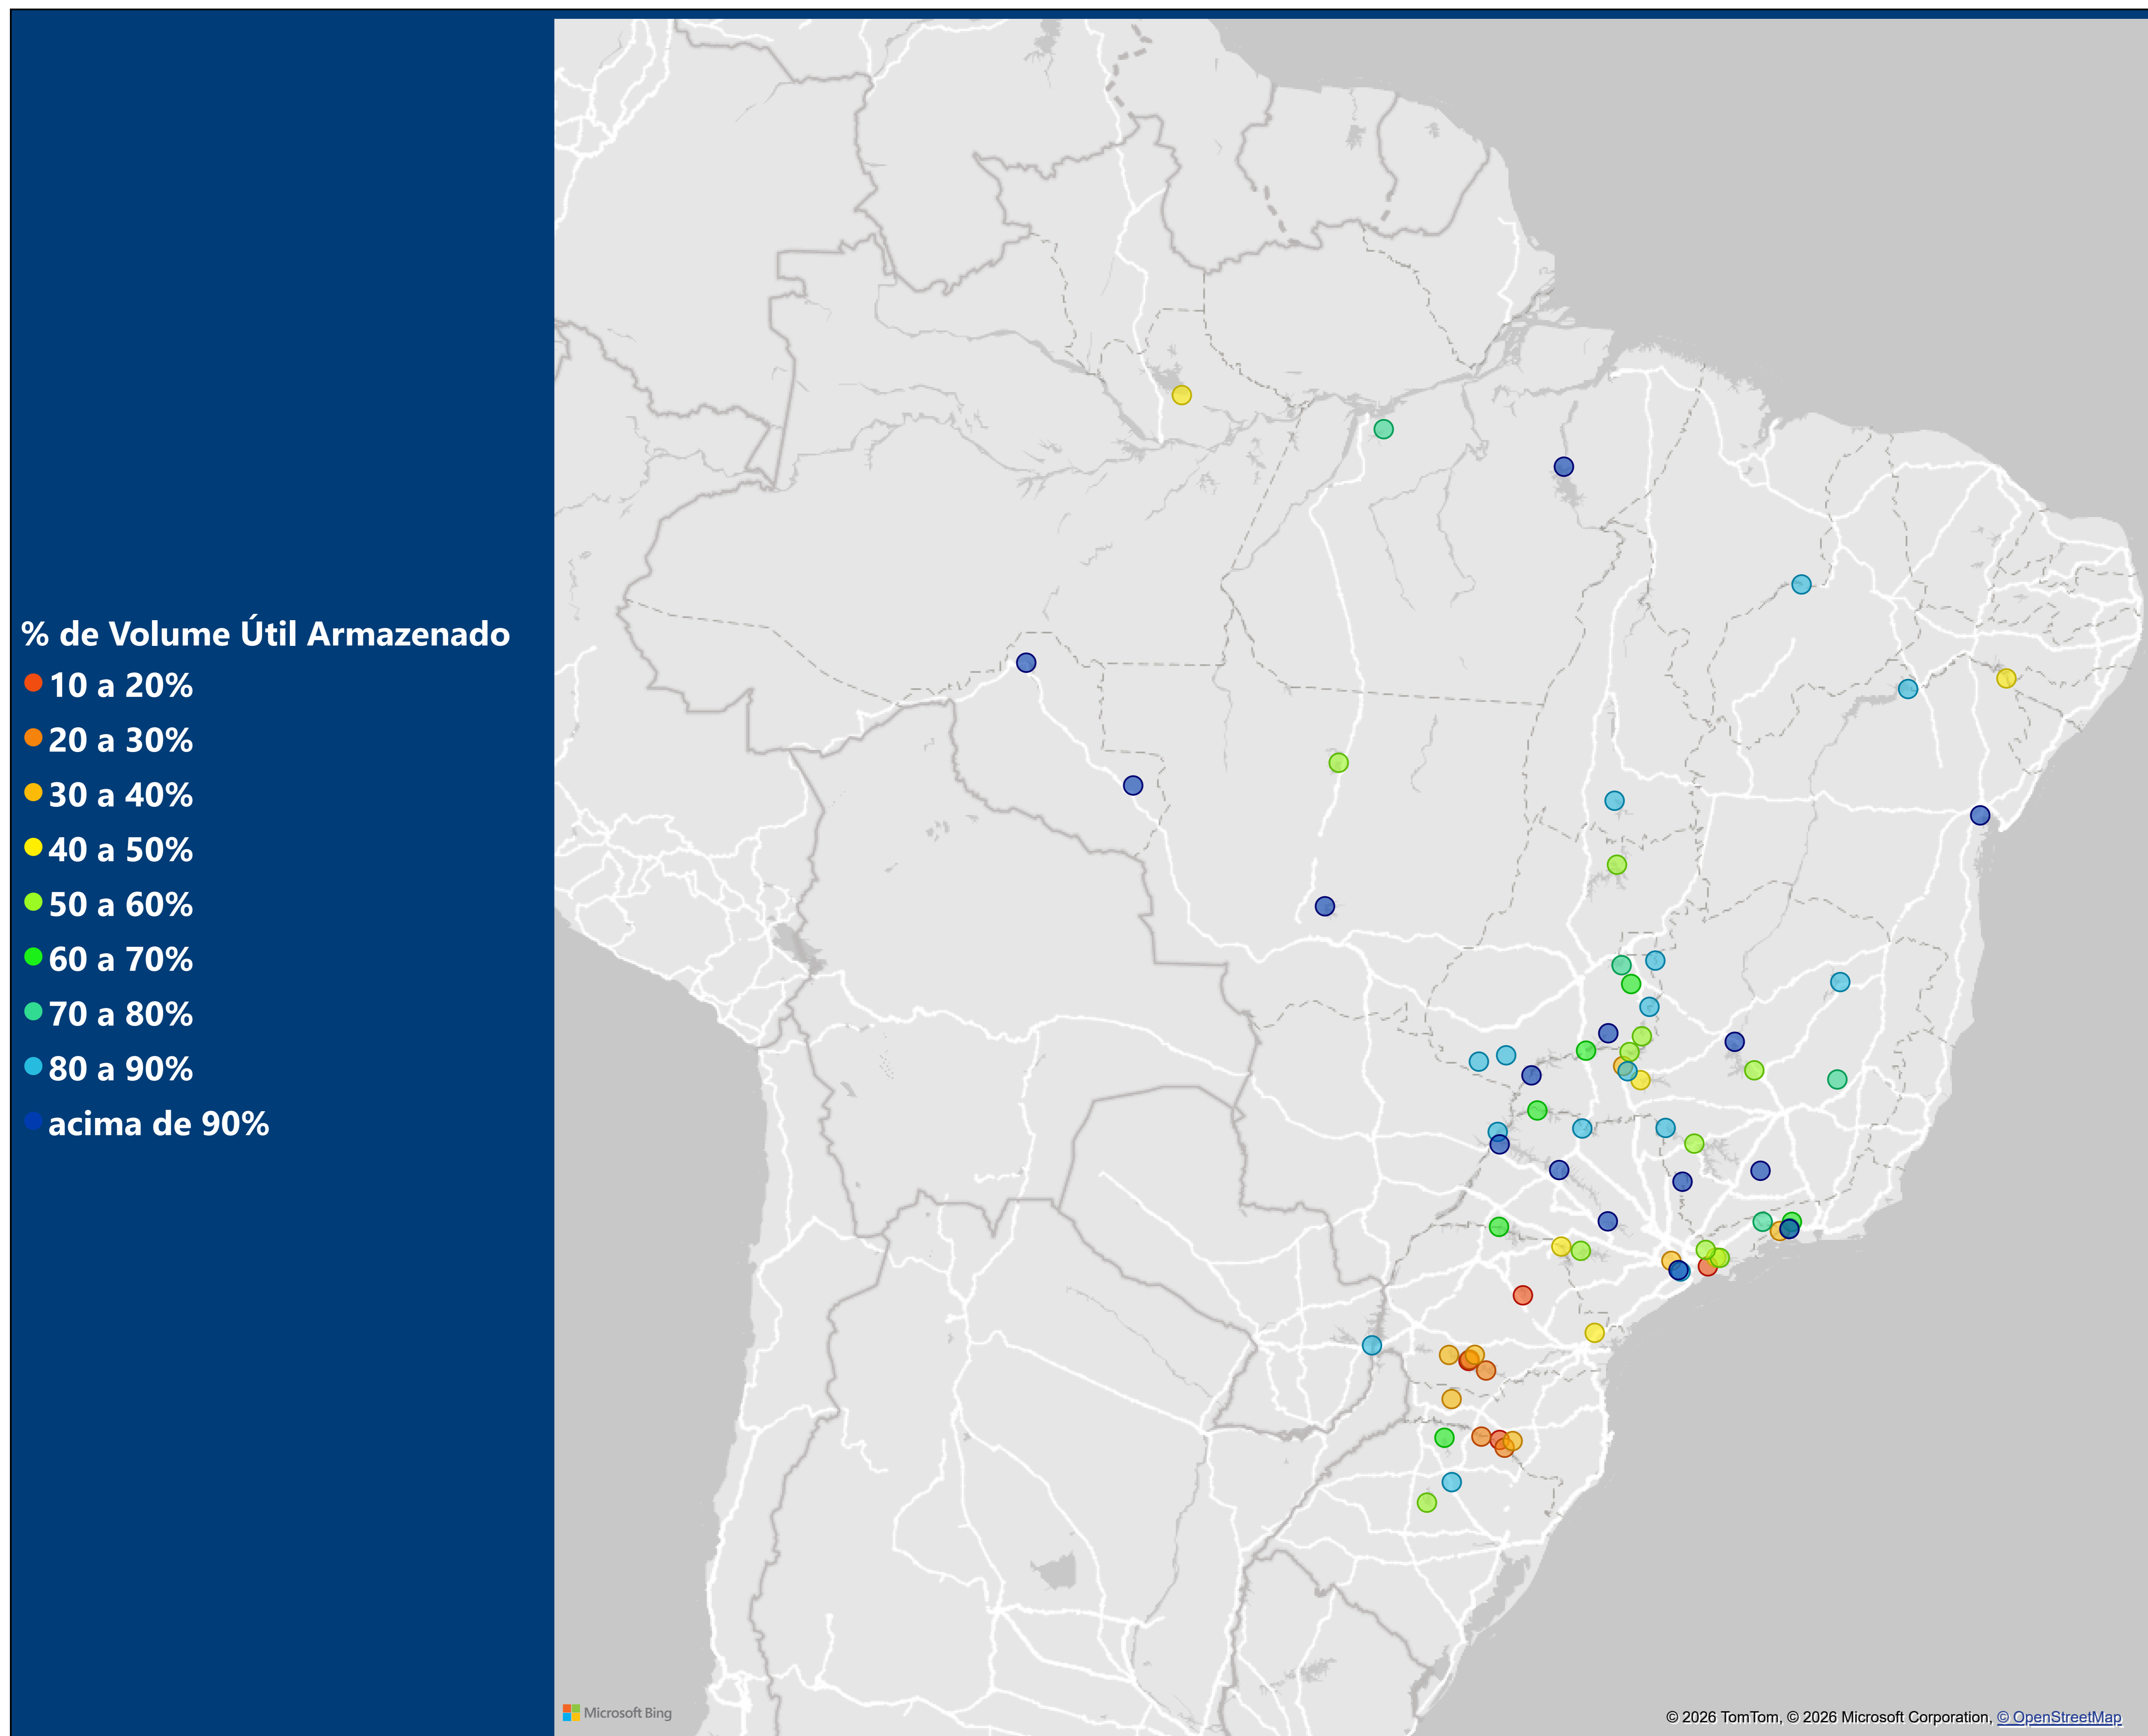 % de Volume Útil Armazenado
10 a 20%
20 a 30%
30 a 40%
40 a 50%
50 a 60%
60 a 70%
70 a 80%
80 a 90%
acima de 90%
Microsoft Bing
© 2026 TomTom, © 2026 Microsoft Corporation, © OpenStreetMap